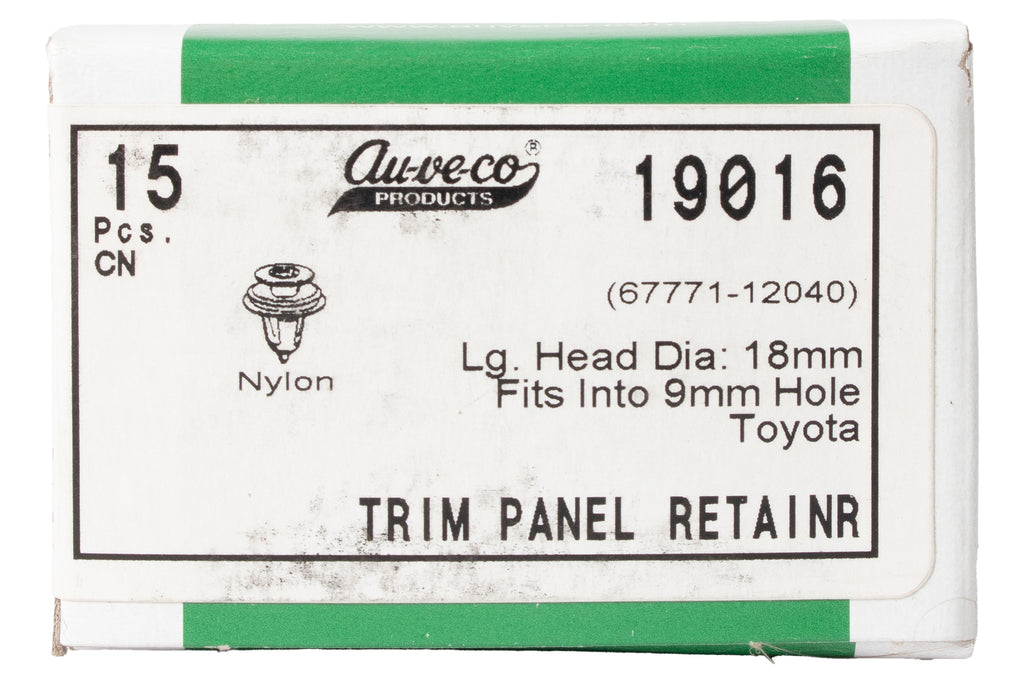 15
Pcs.
CN
au-ve-co®
PRODUCTS
19016
(67771-12040)
Nylon
Lg. Head Dia: 18mm
Fits Into 9mm Hole
Toyota
TRIM PANEL RETAINR